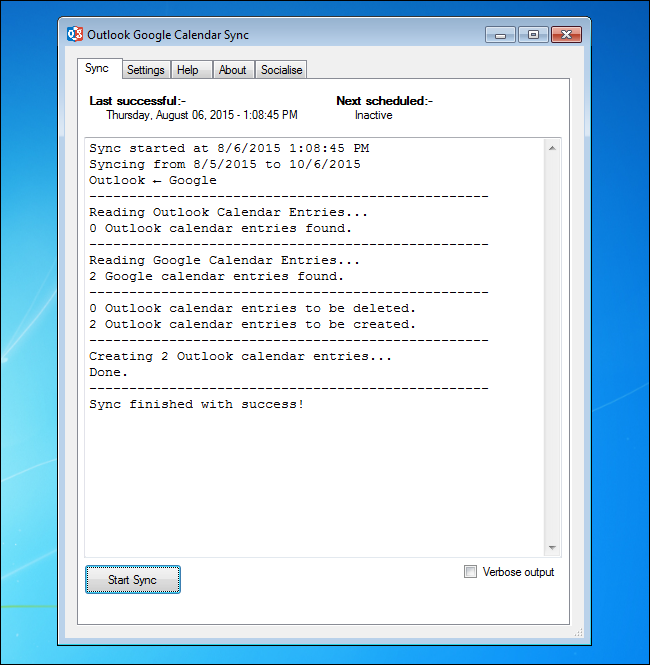 Outlook Google Calendar Sync
Sync Settings Help About Socialise
Last successful:- Next scheduled:-
Thursday, August 06, 2015 - 1:08:45 PM Inactive
Sync started at 8/6/2015 1:08:45 PM
Syncing from 8/5/2015 to 10/6/2015
Outlook ← Google
--------------------------------------------------
Reading Outlook Calendar Entries...
0 Outlook calendar entries found.
--------------------------------------------------
Reading Google Calendar Entries...
2 Google calendar entries found.
--------------------------------------------------
0 Outlook calendar entries to be deleted.
2 Outlook calendar entries to be created.
--------------------------------------------------
Creating 2 Outlook calendar entries...
Done.
--------------------------------------------------
Sync finished with success!
Start Sync Verbose output